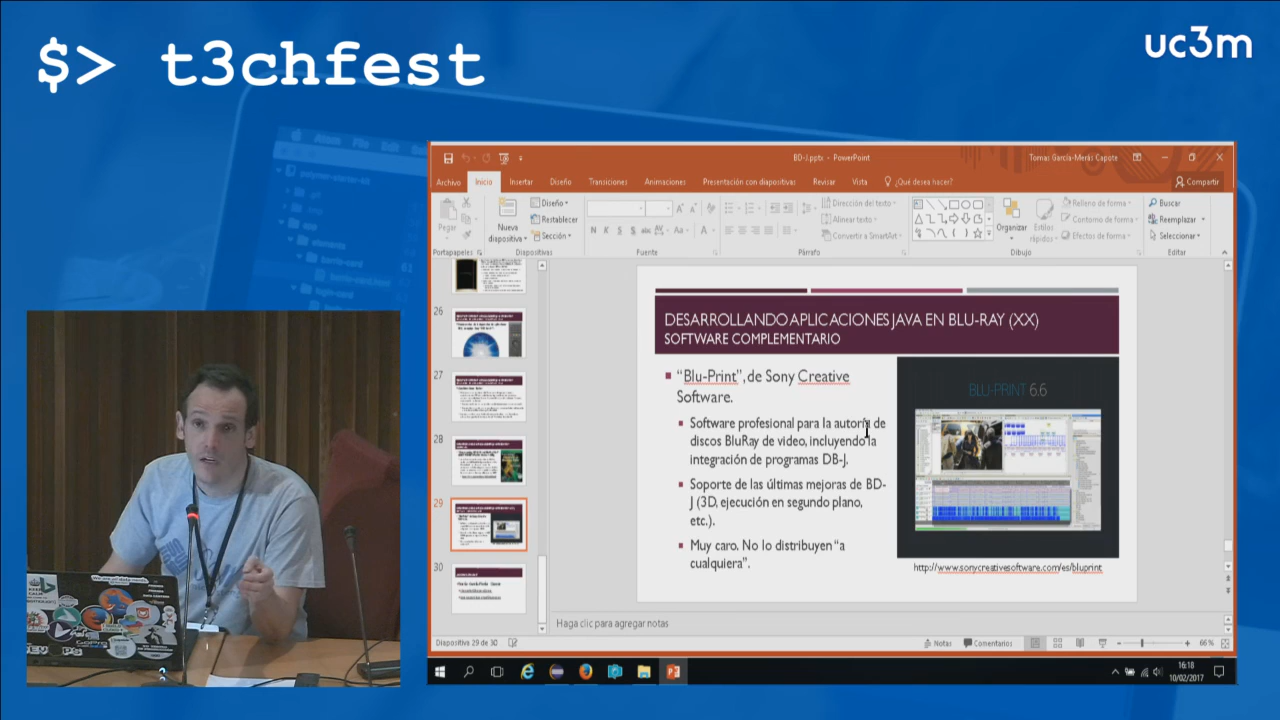 $> t3chfest
uc3m
BD-J.pptx - PowerPoint
Tomas García-Merás Capote
Archivo
Inicio
Insertar
Diseño
Transiciones
Animaciones
Presentación con diapositivas
Revisar
Vista
¿Qué desea hacer?
Compartir
Pegar
Nueva
diapositiva
Diseño
Restablecer
Sección
Dirección del texto
Alinear texto
Convertir a SmartArt
Organizar
Estilos
rápidos
Relleno de forma
Contorno de forma
Efectos de forma
Buscar
Reemplazar
Seleccionar
Portapapeles
Diapositivas
Fuente
Párrafo
Dibujo
Editar
26
27
28
29
30
DESARROLLANDO APLICACIONES JAVA EN BLU-RAY (XX)
SOFTWARE COMPLEMENTARIO
"Blu-Print", de Sony Creative
Software.
Software profesional para la autoría de
discos BluRay de video, incluyendo la
integración de programas DB-J.
Soporte de las últimas mejoras de BD-
J (3D, ejecución en segundo plano,
etc.).
Muy caro. No lo distribuyen "a
cualquiera".
BLU-PRINT 6.6
http://www.sonycreativesoftware.com/es/bluprint
Haga clic para agregar notas
Diapositiva 29 de 30
Notas
Comentarios
66%
16:18
10/02/2017